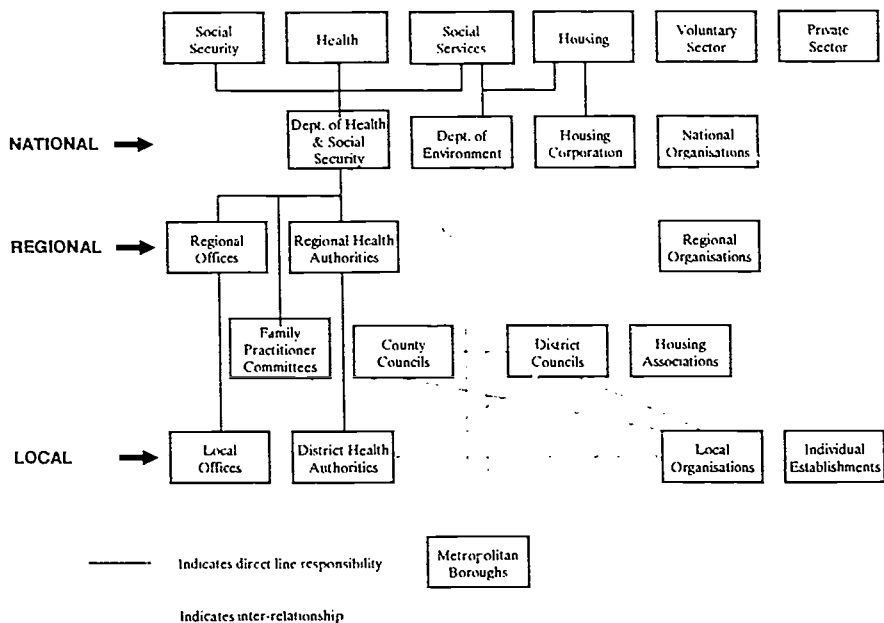 Social
Security
Health
Social
Services
Housing
Voluntary
Sector
Private
Sector
NATIONAL
Dept. of Health
& Social
Security
Dept. of
Environment
Housing
Corporation
National
Organisations
REGIONAL
Regional
Offices
Regional Health
Authorities
Regional
Organisations
Family
Practitioner
Committees
County
Councils
District
Councils
Housing
Associations
LOCAL
Local
Offices
District Health
Authorities
Local
Organisations
Individual
Establishments
Indicates direct line responsibility
Metropolitan
Boroughs
Indicates inter-relationship